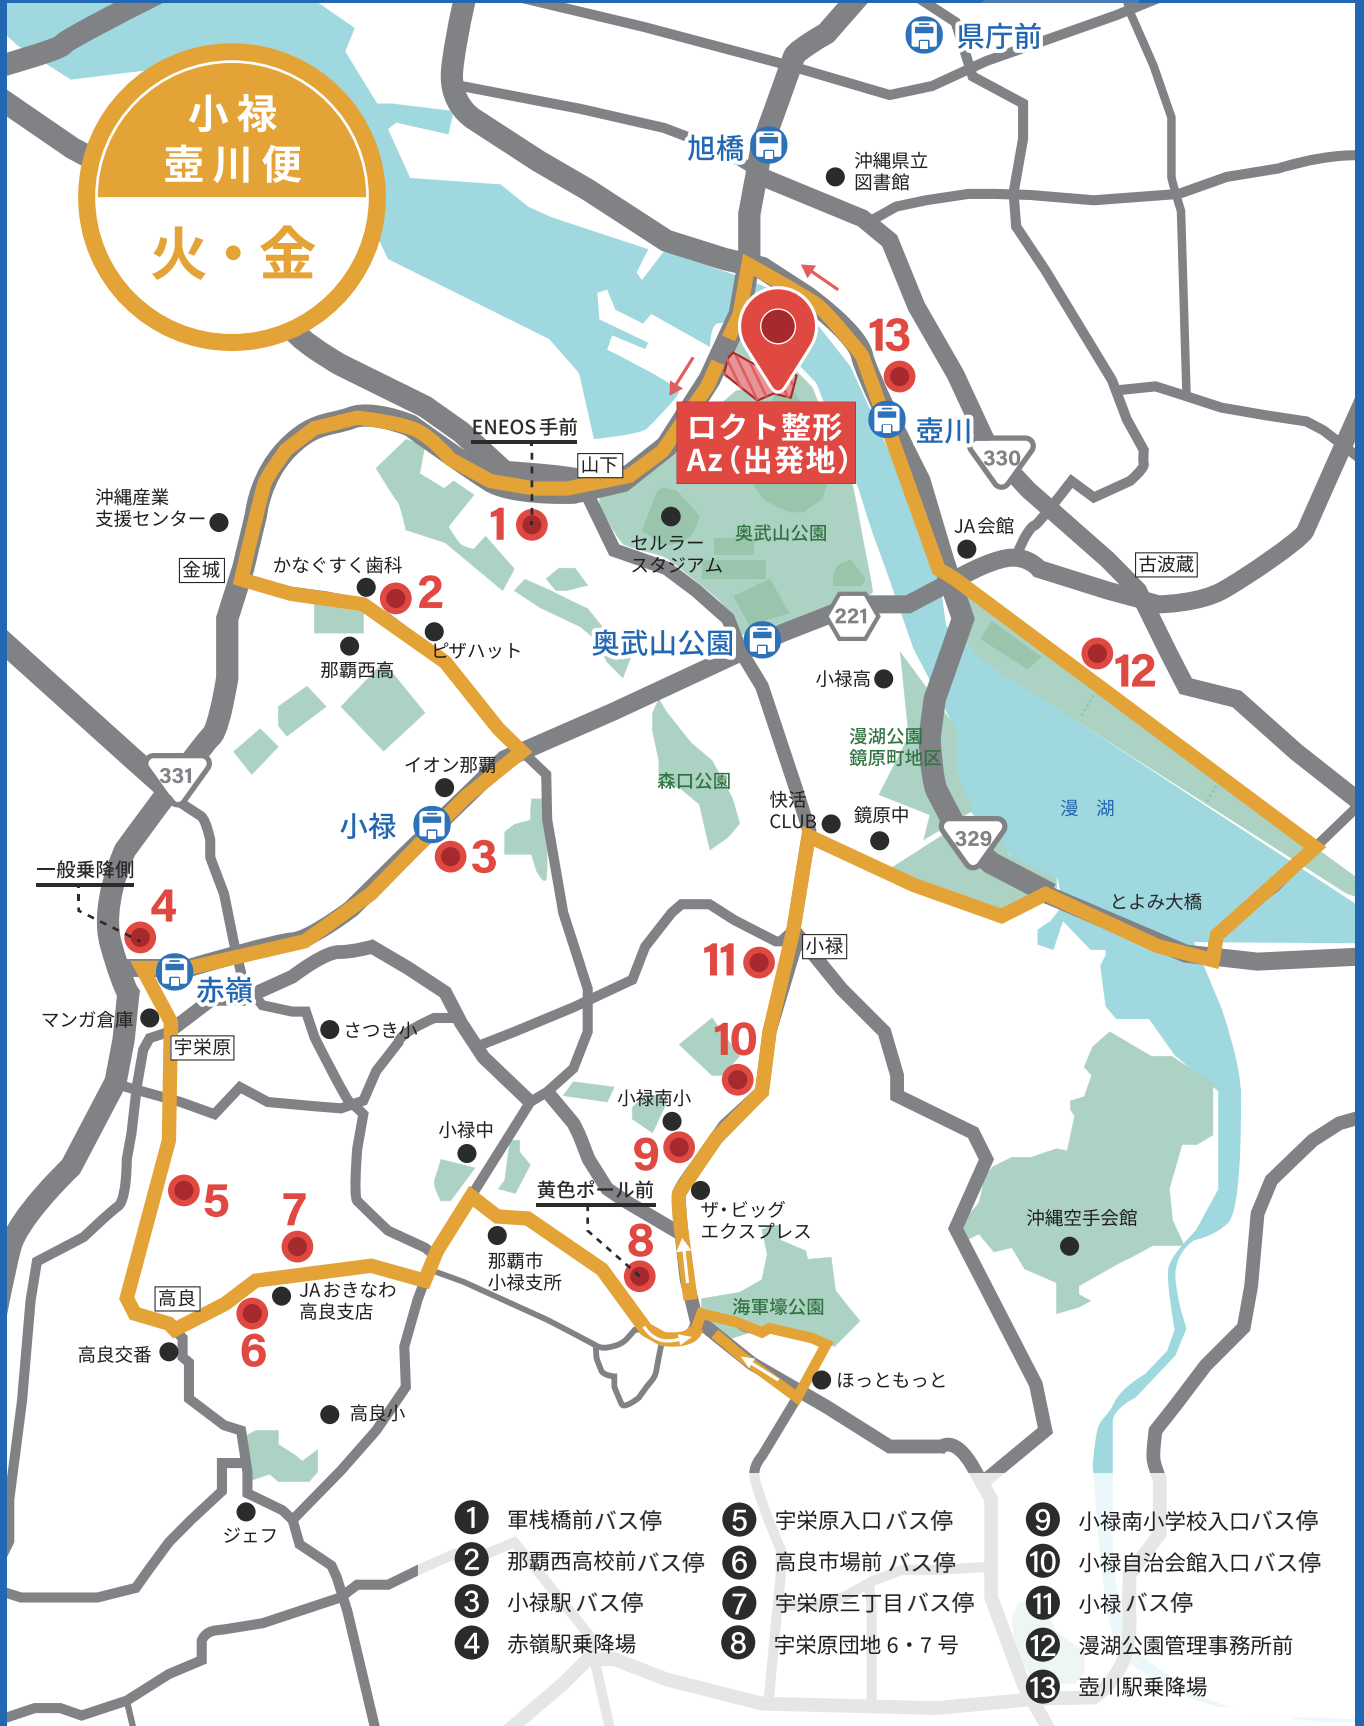 小禄
壺川便
火・金
県庁前
旭橋
沖縄県立
図書館
13
ロクト整形
Az(出発地)
壺川
330
ENEOS手前
山下
沖縄産業
支援センター
1
セルラー
スタジアム
奥武山公園
JA会館
古波蔵
金城
かなぐすく歯科
2
ピザハット
那覇西高
奥武山公園
221
小禄高
12
漫湖公園
鏡原町地区
331
イオン那覇
森口公園
快活
CLUB
鏡原中
漫 湖
小禄
3
329
一般乗降側
4
とよみ大橋
小禄
11
赤嶺
マンガ倉庫
さつき小
宇栄原
10
小禄南小
小禄中
9
黄色ポール前
5
7
ザ・ビッグ
エクスプレス
沖縄空手会館
8
那覇市
小禄支所
高良
JAおきなわ
高良支店
海軍壕公園
6
高良交番
ほっともっと
高良小
ジェフ
1 軍桟橋前バス停
2 那覇西高校前バス停
3 小禄駅バス停
4 赤嶺駅乗降場
5 宇栄原入口バス停
6 高良市場前 バス停
7 宇栄原三丁目バス停
8 宇栄原団地6・7号
9 小禄南小学校入口バス停
10 小禄自治会館入口バス停
11 小禄バス停
12 漫湖公園管理事務所前
13 壺川駅乗降場